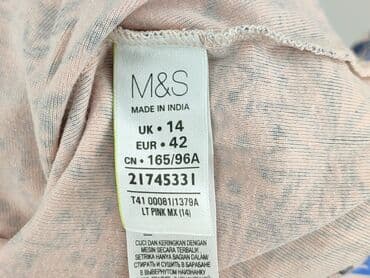 M&S
MADE IN INDIA
UK • 14
EUR • 42
CN • 165/96A
21745331
T41 00081/1379A
LT PINK MX (14)
CUCI DAN KERINGKAN DENGAN
MESIN SECARA TERBALIK
SETRIKA HANYA BAGIAN DALAM/
СТИРАТЬ И СУШИТЬ В БАРАБАНЕ
В ВЫВЕРНУТОМ НАИЗНАНКУ